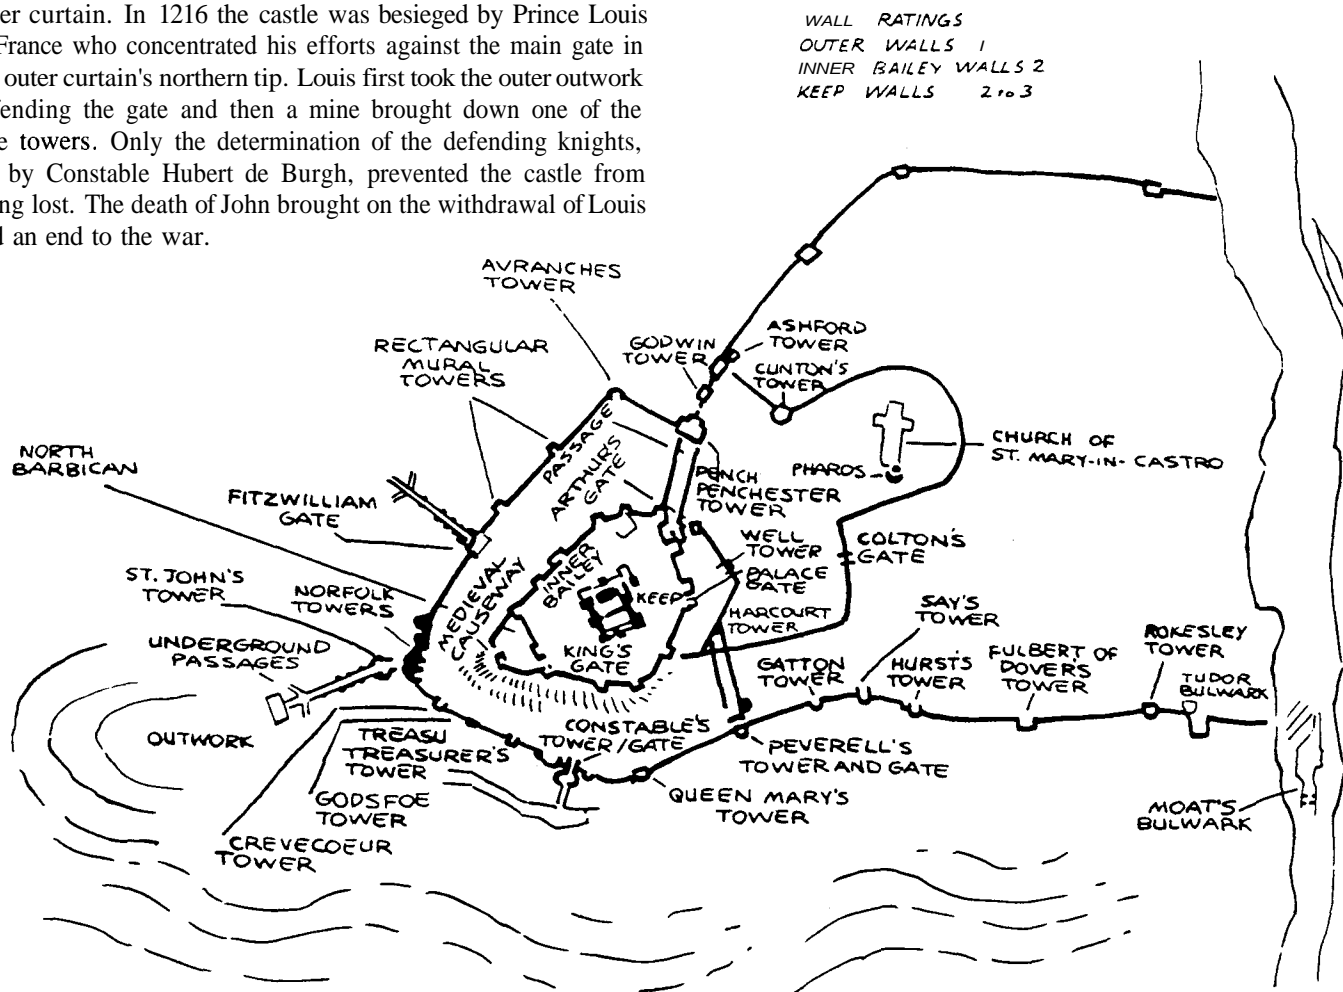 er curtain. In 1216 the castle was besieged by Prince Louis
France who concentrated his efforts against the main gate in
outer curtain's northern tip. Louis first took the outer outwork
fending the gate and then a mine brought down one of the
e towers. Only the determination of the defending knights,
by Constable Hubert de Burgh, prevented the castle from
ng lost. The death of John brought on the withdrawal of Louis
d an end to the war.
WALL RATINGS
OUTER WALLS 1
INNER BAILEY WALLS 2
KEEP WALLS 2 to 3
AVRANCHES
TOWER
RECTANGULAR
MURAL
TOWERS
GODWIN
TOWER
ASHFORD
TOWER
CLINTON'S
TOWER
NORTH
BARBICAN
PASSAGE
ARTHUR'S
GATE
CHURCH OF
ST. MARY-IN-CASTRO
PHAROS
FITZWILLIAM
GATE
PENCH
PENCHESTER
TOWER
WELL
TOWER
COLTON'S
GATE
ST. JOHN'S
TOWER
NORFOLK
TOWERS
MEDIEVAL
CAUSEWAY
INNER
BAILEY
KEEP
PALACE
GATE
HARCOURT
TOWER
SAY'S
TOWER
UNDERGROUND
PASSAGES
KING'S
GATE
GATTON
TOWER
HURST'S
TOWER
FULBERT OF
DOVERS
TOWER
ROKESLEY
TOWER
TUDOR
BULWARK
OUTWORK
TREASU
TREASURER'S
TOWER
CONSTABLE'S
TOWER/GATE
PEVERELL'S
TOWER AND GATE
GODSFOE
TOWER
QUEEN MARY'S
TOWER
MOAT'S
BULWARK
CREVECOEUR
TOWER